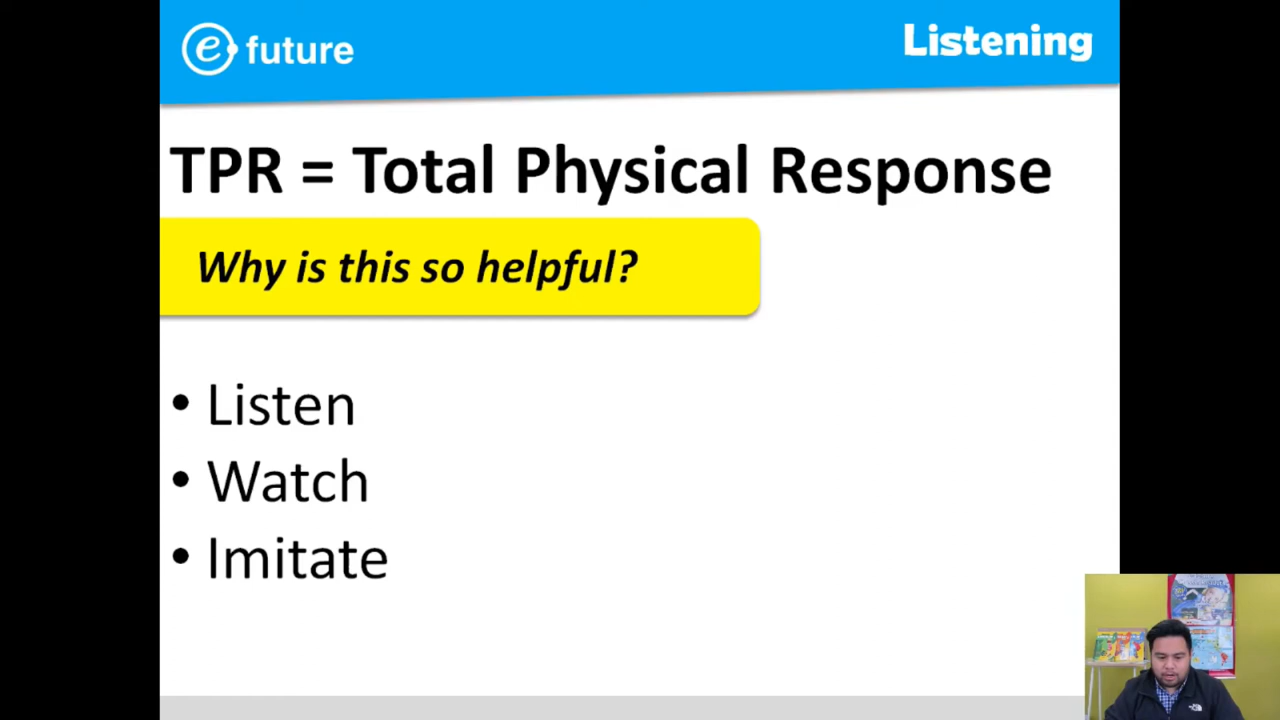 e future
Listening
TPR = Total Physical Response
Why is this so helpful?
• Listen
• Watch
• Imitate